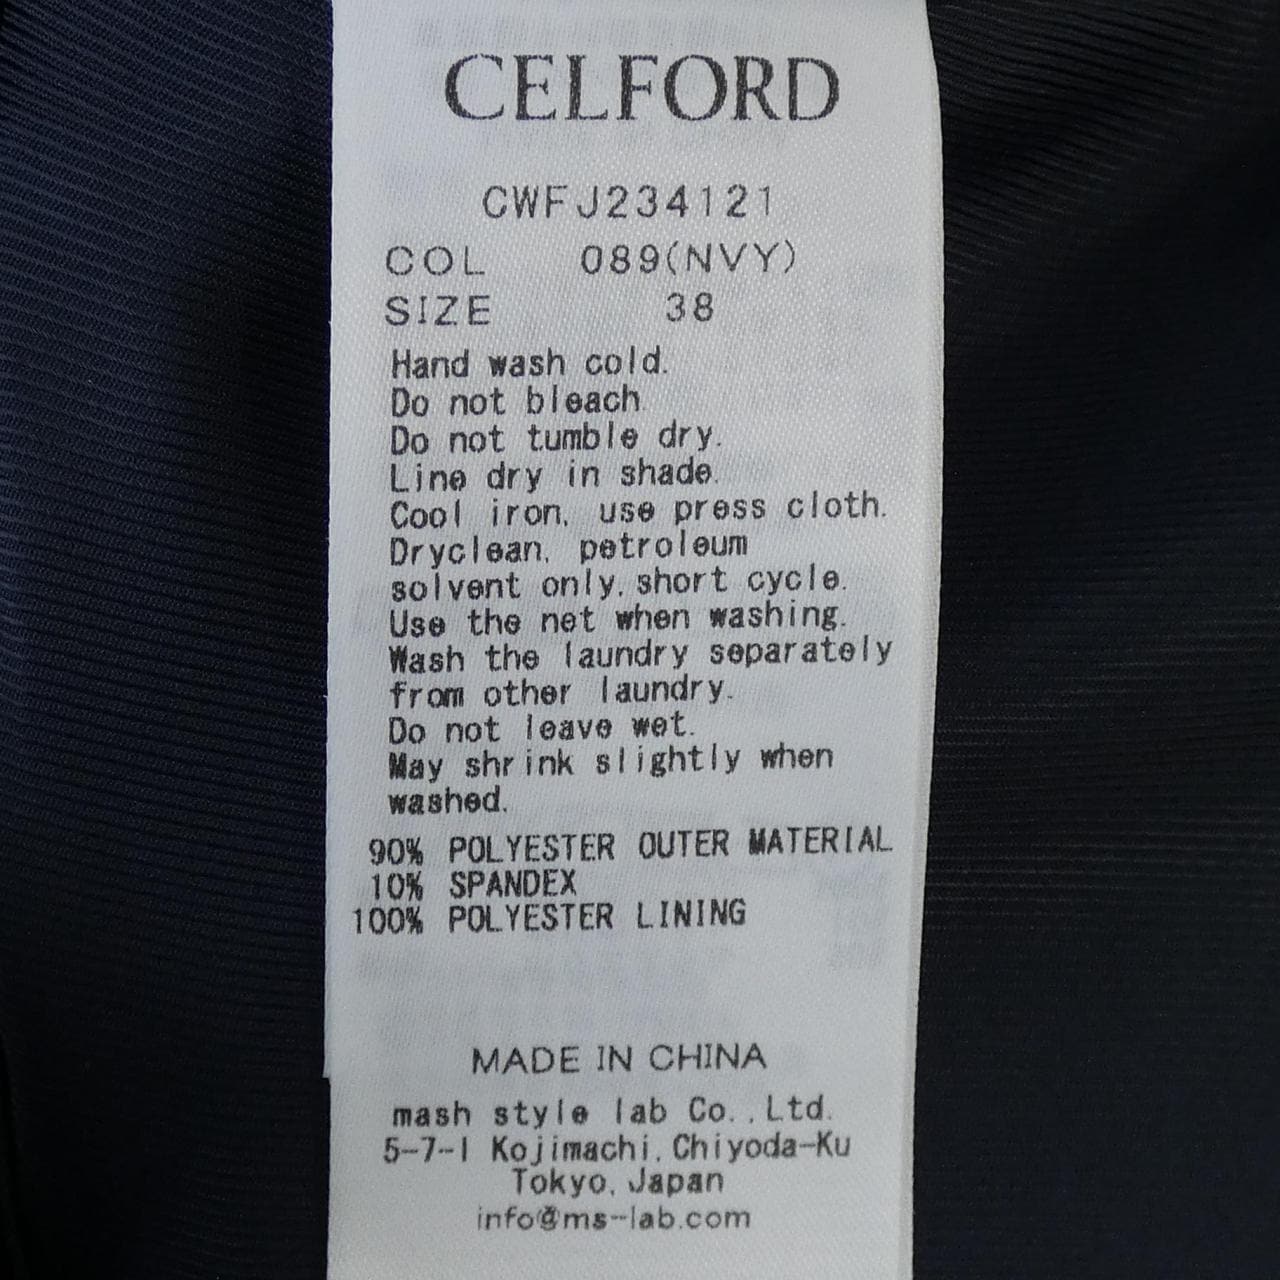 CELFORD
CWFJ234121
COL 089(NVY)
SIZE 38
Hand wash cold.
Do not bleach.
Do not tumble dry.
Line dry in shade.
Cool iron, use press cloth.
Dryclean, petroleum
solvent only, short cycle.
Use the net when washing.
Wash the laundry separately
from other laundry.
Do not leave wet.
May shrink slightly when
washed.
90% POLYESTER OUTER MATERIAL
10% SPANDEX
100% POLYESTER LINING
MADE IN CHINA
mash style lab Co.,Ltd.
5-7-1 Kojimachi, Chiyoda-Ku
Tokyo, Japan
info@ms-lab.com